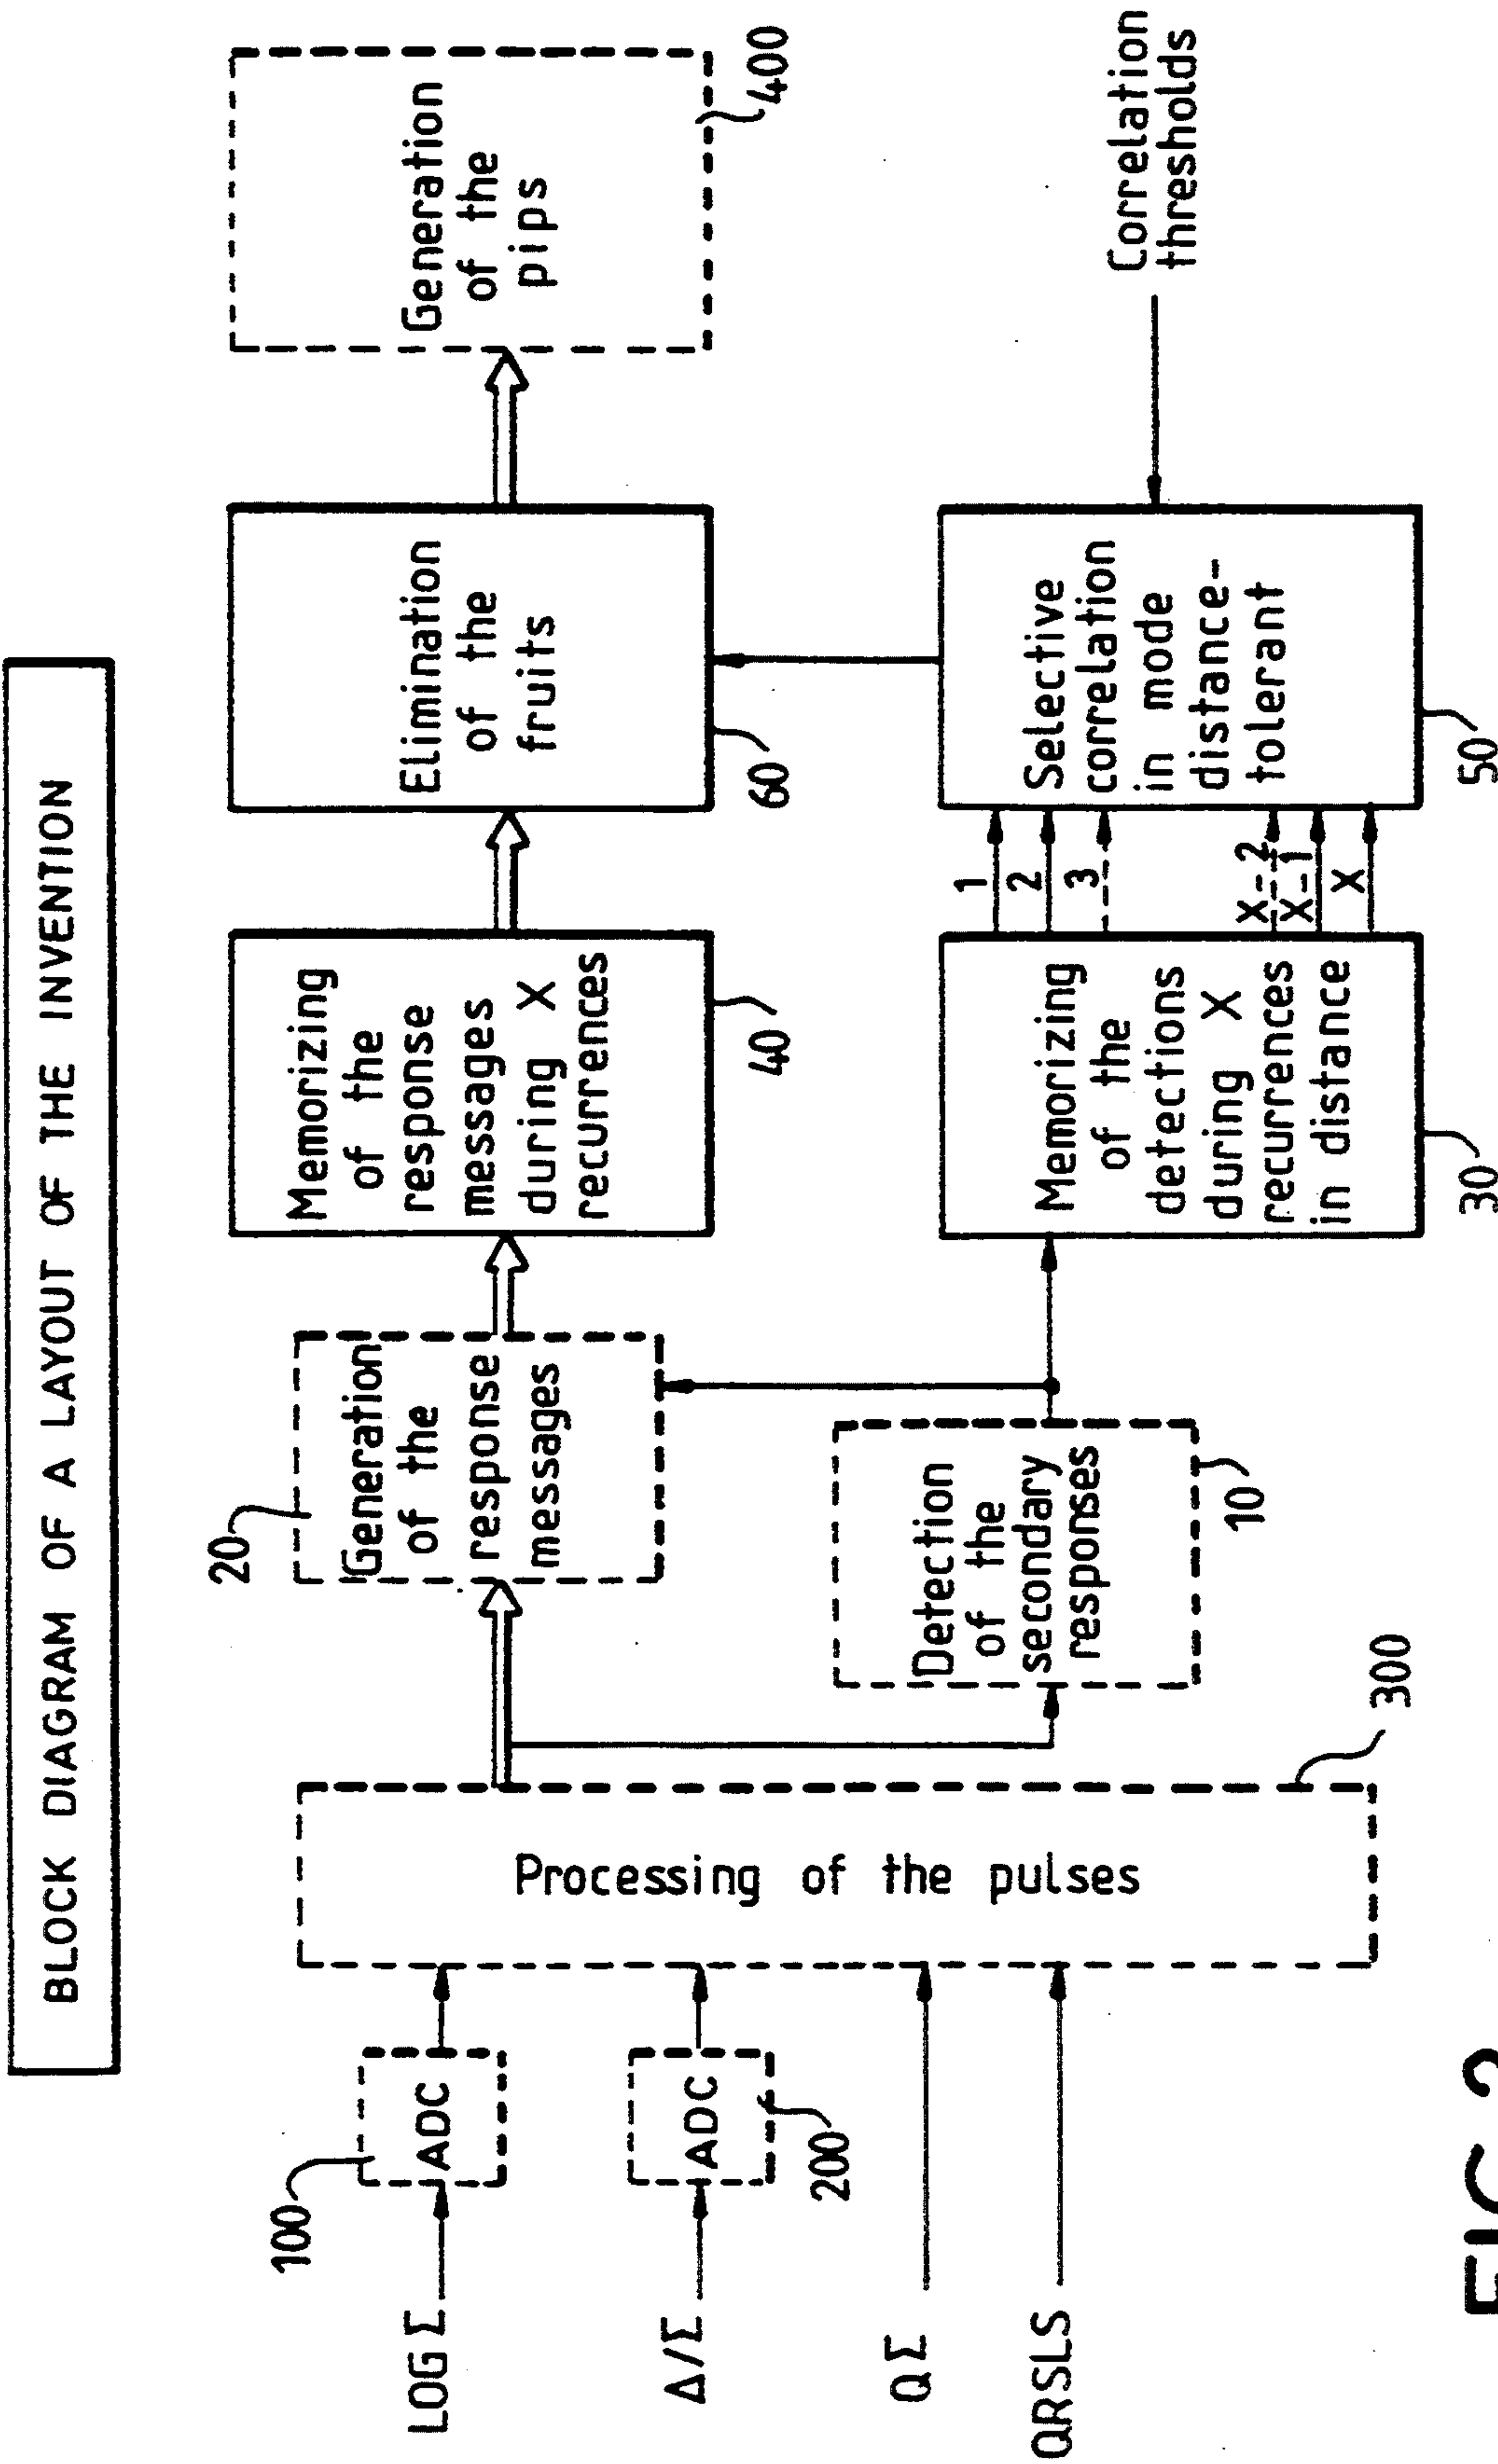 BLOCK DIAGRAM OF A LAYOUT OF THE INVENTION
LOG Σ
100
ADC
Δ/Σ
ADC
200
QΣ
QRSLS
Processing of the pulses
300
20
Generation
of the
response
messages
Detection
of the
secondary
responses
10
Memorizing
of the
response
messages
during X
recurrences
40
Memorizing
of the
detections
during X
recurrences
in distance
30
1
2
3
X-2
X-1
X
Elimination
of the
fruits
60
Selective
correlation
in mode
distance-
tolerant
50
Generation
of the
pips
400
Correlation
thresholds